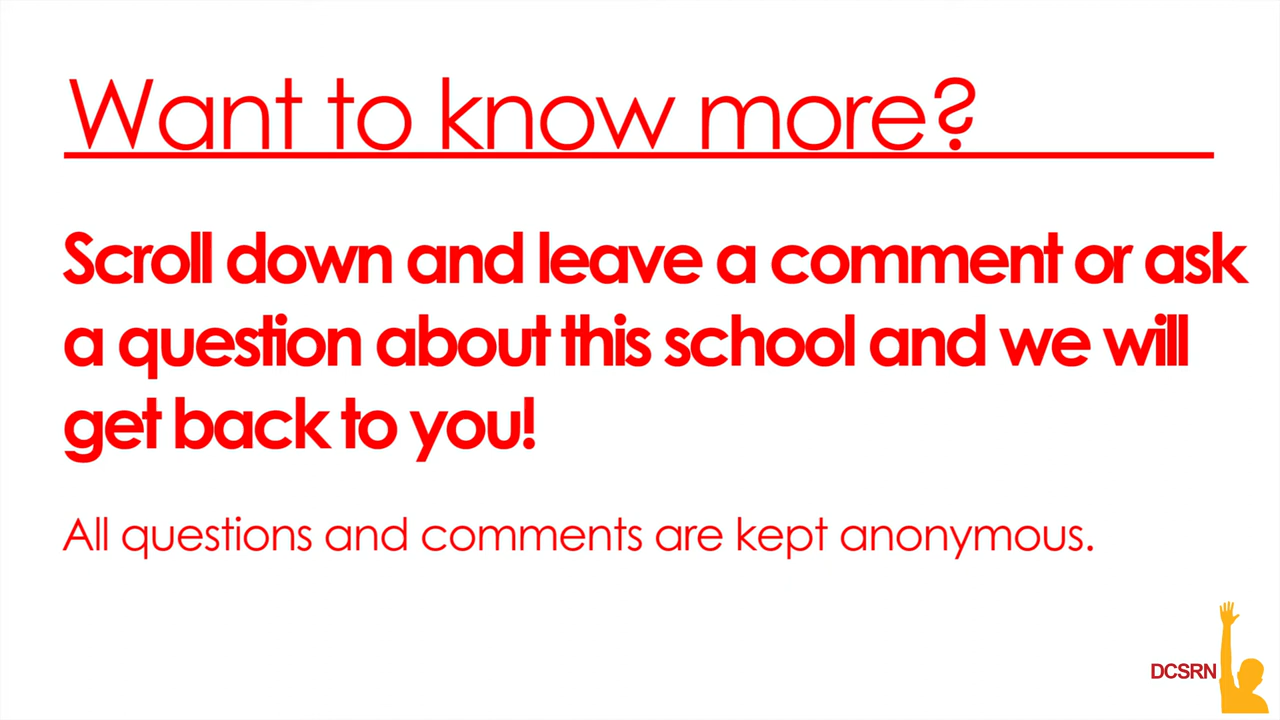 Want to know more?
Scroll down and leave a comment or ask
a question about this school and we will
get back to you!
All questions and comments are kept anonymous.
DCSRN